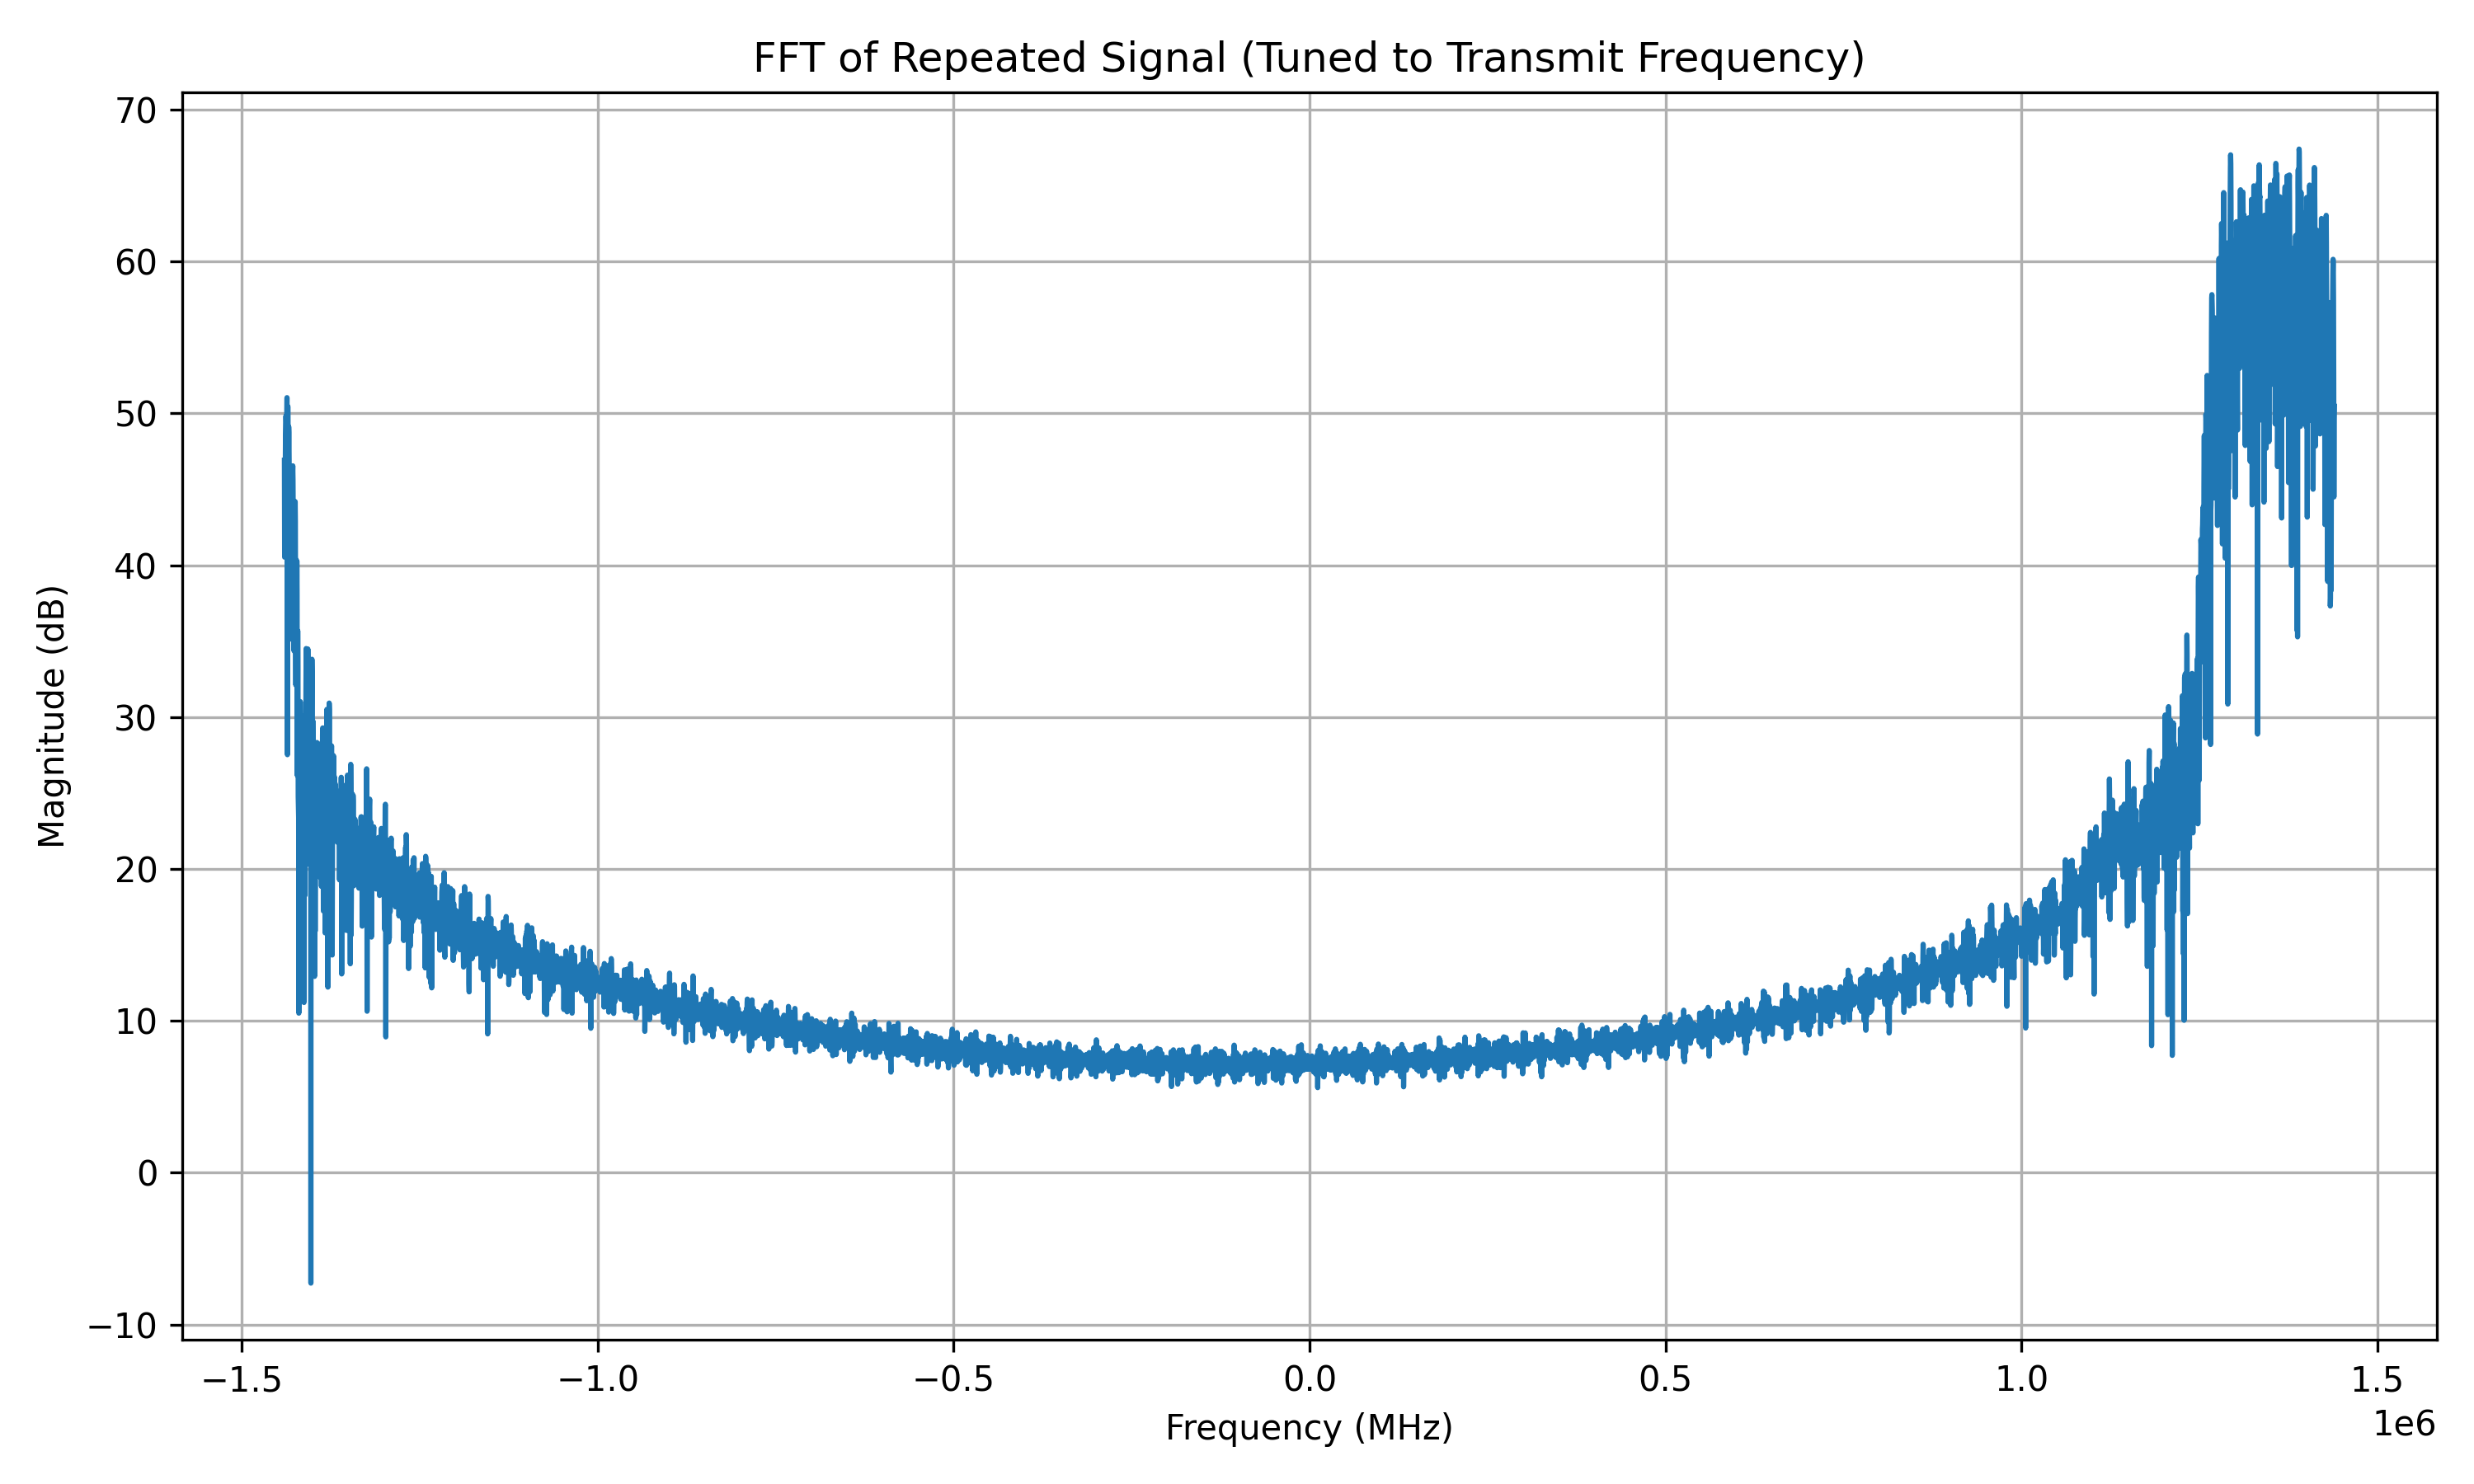 FFT of Repeated Signal (Tuned to Transmit Frequency)
70
60
50
40
30
20
10
0
−10
Magnitude (dB)
−1.5 −1.0 −0.5 0.0 0.5 1.0 1.5
1e6
Frequency (MHz)